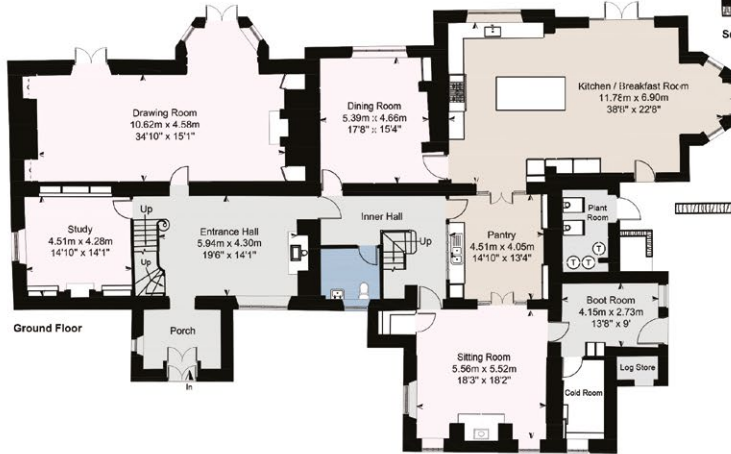 Drawing Room
10.62m x 4.58m
34'10" x 15'1"
Dining Room
5.39m x 4.66m
17'8" x 15'4"
Kitchen / Breakfast Room
11.78m x 6.90m
38'8" x 22'8"
Study
4.51m x 4.28m
14'10" x 14'1"
Up
Up
Entrance Hall
5.94m x 4.30m
19'6" x 14'1"
Inner Hall
Up
Pantry
4.51m x 4.05m
14'10" x 13'4"
Plant
Room
T
T
T
Boot Room
4.15m x 2.73m
13'8" x 9'
Ground Floor
Porch
In
Sitting Room
5.56m x 5.52m
18'3" x 18'2"
Log Store
Cold Room